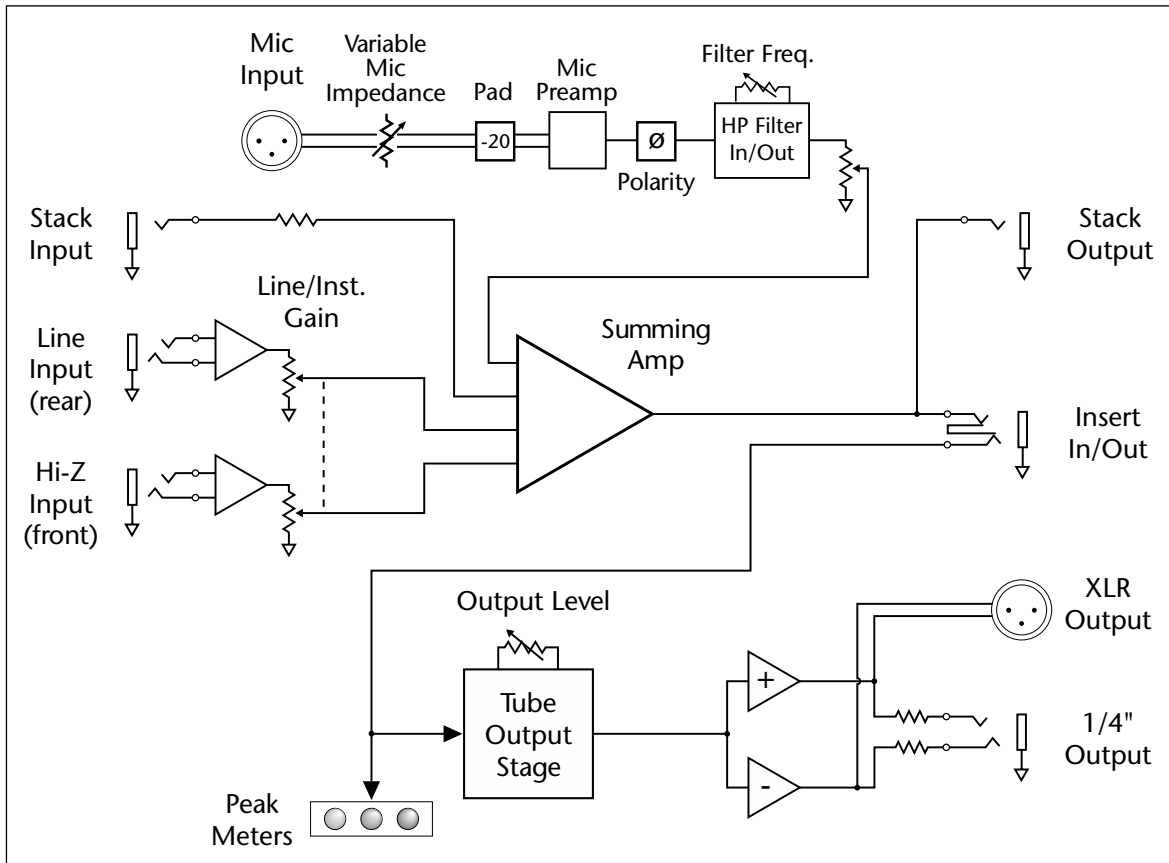 Mic
Input
Variable
Mic
Impedance
Pad
-20
Mic
Preamp
Ø
Polarity
Filter Freq.
HP Filter
In/Out
Stack
Input
Stack
Output
Line/Inst.
Gain
Line
Input
(rear)
Summing
Amp
Insert
In/Out
Hi-Z
Input
(front)
Output Level
XLR
Output
Tube
Output
Stage
+
-
1/4"
Output
Peak
Meters